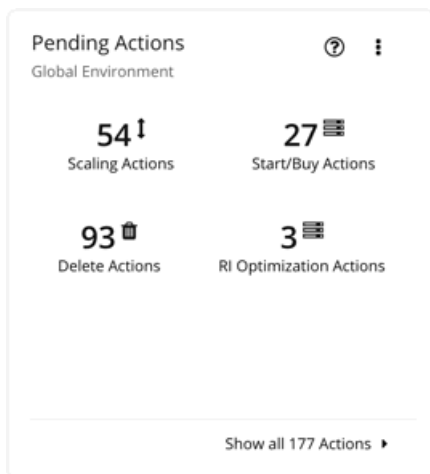 Pending Actions
Global Environment
54
Scaling Actions
27
Start/Buy Actions
93
Delete Actions
3
RI Optimization Actions
Show all 177 Actions